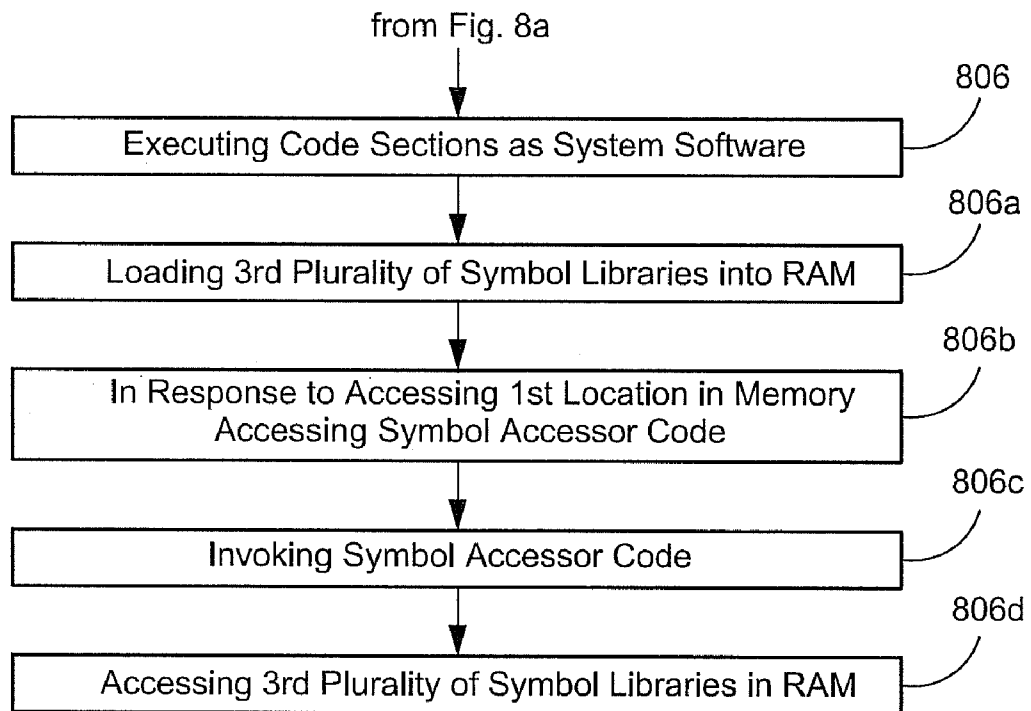 from Fig. 8a
806
Executing Code Sections as System Software
806a
Loading 3rd Plurality of Symbol Libraries into RAM
806b
In Response to Accessing 1st Location in Memory
Accessing Symbol Accessor Code
806c
Invoking Symbol Accessor Code
806d
Accessing 3rd Plurality of Symbol Libraries in RAM